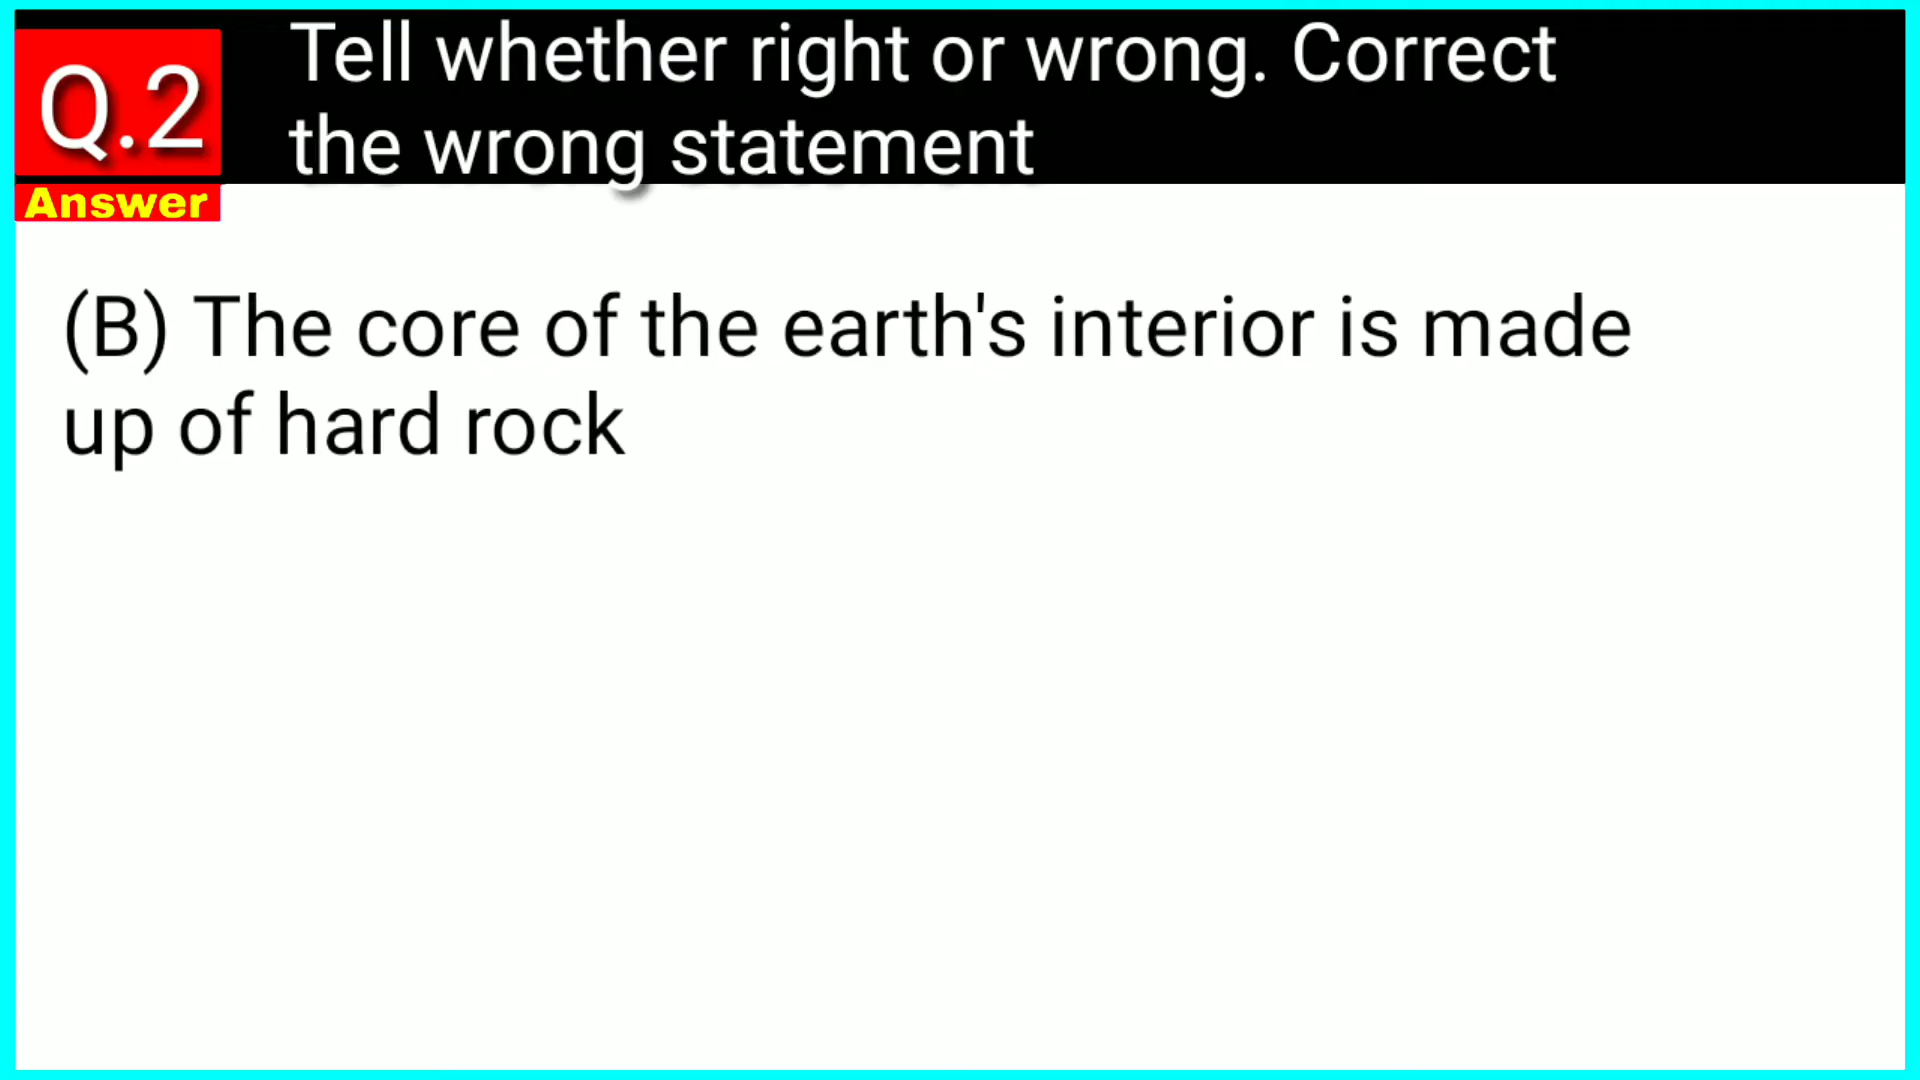 Q.2
Tell whether right or wrong. Correct
the wrong statement
Answer
(B) The core of the earth's interior is made
up of hard rock